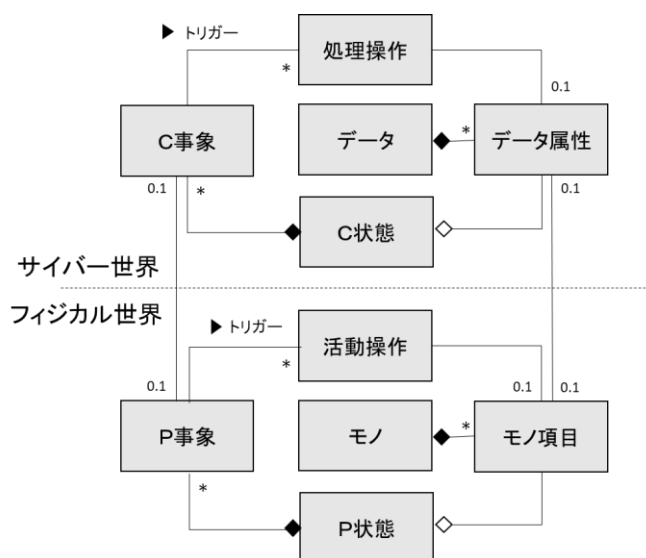 ▶ トリガー
処理操作
*
0.1
C事象
データ
*
データ属性
0.1
*
0.1
C状態
サイバー世界
フィジカル世界
▶ トリガー
活動操作
*
0.1
0.1
0.1
P事象
モノ
*
モノ項目
*
P状態